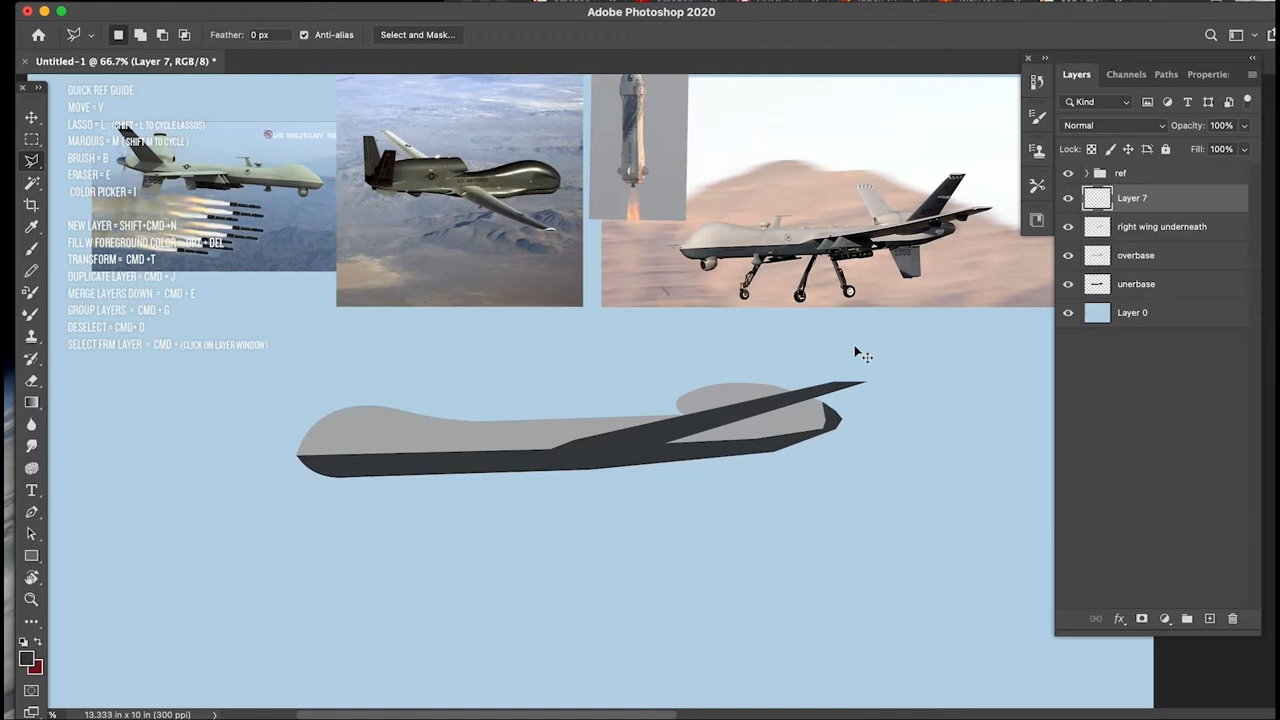 Adobe Photoshop 2020
Feather: 0 px
Anti-alias
Select and Mask...
Untitled-1 @ 66.7% (Layer 7, RGB/8) *
QUICK REF GUIDE
MOVE = V
LASSO = L (SHIFT + L TO CYCLE LASSOS)
MARQUIS = M ( SHIFT M TO CYCLE )
BRUSH = B
ERASER = E
COLOR PICKER = I
NEW LAYER = SHIFT+CMD +N
FILL W FOREGROUND COLOR = OPT + DEL
TRANSFORM = CMD +T
DUPLICATE LAYER = CMD + J
MERGE LAYERS DOWN = CMD + E
GROUP LAYERS = CMD + G
DESELECT = CMD+ D
SELECT FRM LAYER = CMD + (CLICK ON LAYER WINDOW)
US MILITARY
Layers
Channels
Paths
Propertie:
Kind
Normal
Opacity: 100%
Lock:
Fill: 100%
ref
Layer 7
right wing underneath
overbase
unerbase
Layer 0
%
13.333 in x 10 in (300 ppi)